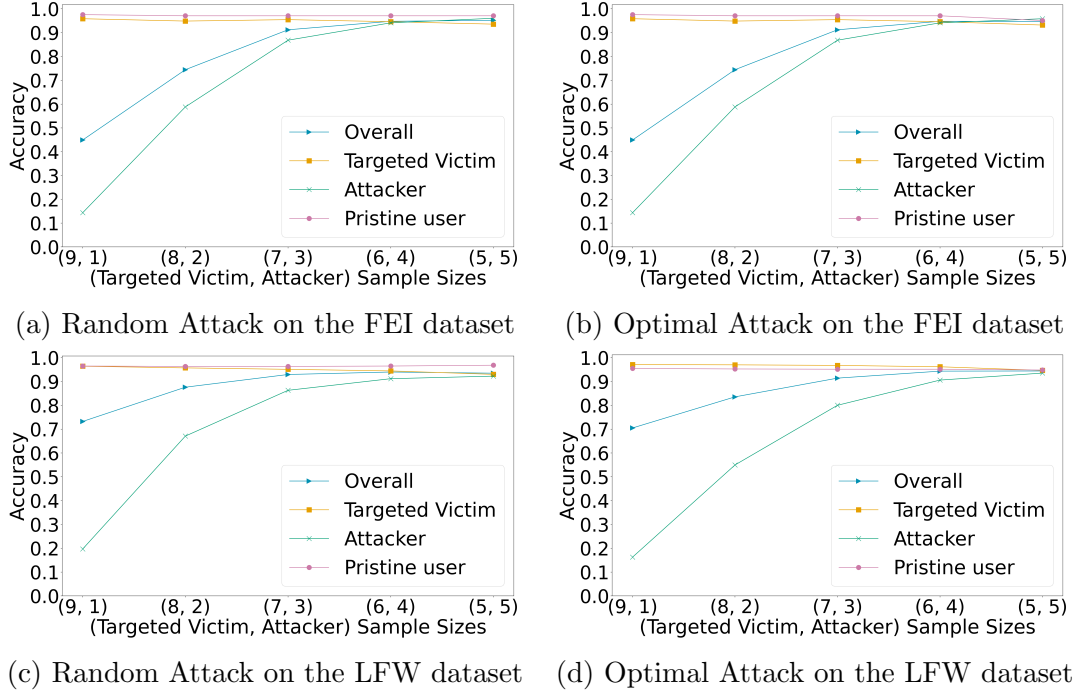 1.0
0.9
0.8
0.7
0.6
0.5
0.4
0.3
0.2
0.1
0.0
Accuracy
Overall
Targeted Victim
Attacker
Pristine user
(9, 1) (8, 2) (7, 3) (6, 4) (5, 5)
(Targeted Victim, Attacker) Sample Sizes
(a) Random Attack on the FEI dataset
1.0
0.9
0.8
0.7
0.6
0.5
0.4
0.3
0.2
0.1
0.0
Accuracy
Overall
Targeted Victim
Attacker
Pristine user
(9, 1) (8, 2) (7, 3) (6, 4) (5, 5)
(Targeted Victim, Attacker) Sample Sizes
(b) Optimal Attack on the FEI dataset
1.0
0.9
0.8
0.7
0.6
0.5
0.4
0.3
0.2
0.1
0.0
Accuracy
Overall
Targeted Victim
Attacker
Pristine user
(9, 1) (8, 2) (7, 3) (6, 4) (5, 5)
(Targeted Victim, Attacker) Sample Sizes
(c) Random Attack on the LFW dataset
1.0
0.9
0.8
0.7
0.6
0.5
0.4
0.3
0.2
0.1
0.0
Accuracy
Overall
Targeted Victim
Attacker
Pristine user
(9, 1) (8, 2) (7, 3) (6, 4) (5, 5)
(Targeted Victim, Attacker) Sample Sizes
(d) Optimal Attack on the LFW dataset